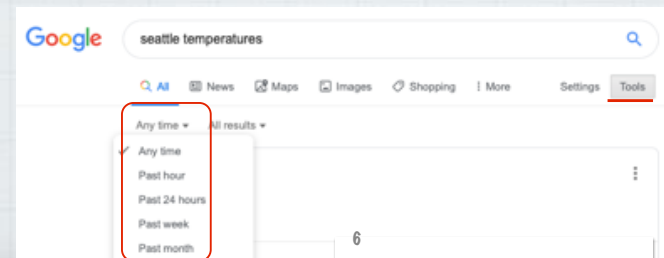 Google seattle temperatures
All News Maps Images Shopping More Settings Tools
Any time All results
Any time
Past hour
Past 24 hours
Past week
6
Past month